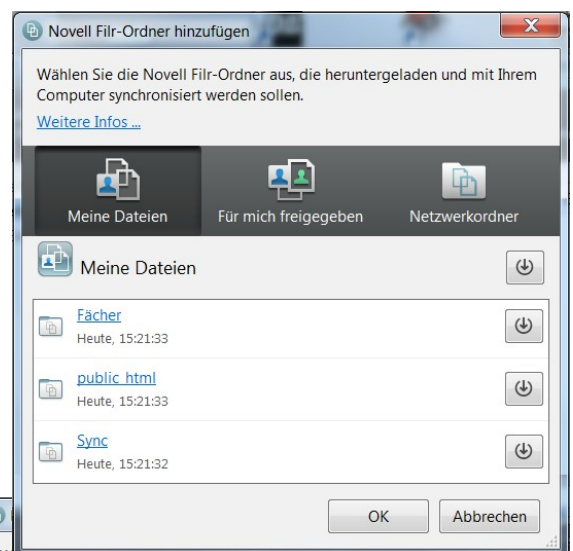 Novell Filr-Ordner hinzufügen
Wählen Sie die Novell Filr-Ordner aus, die heruntergeladen und mit Ihrem
Computer synchronisiert werden sollen.
Weitere Infos ...
Meine Dateien
Für mich freigegeben
Netzwerkordner
Meine Dateien
Fächer
Heute, 15:21:33
public html
Heute, 15:21:33
Sync
Heute, 15:21:32
OK
Abbrechen